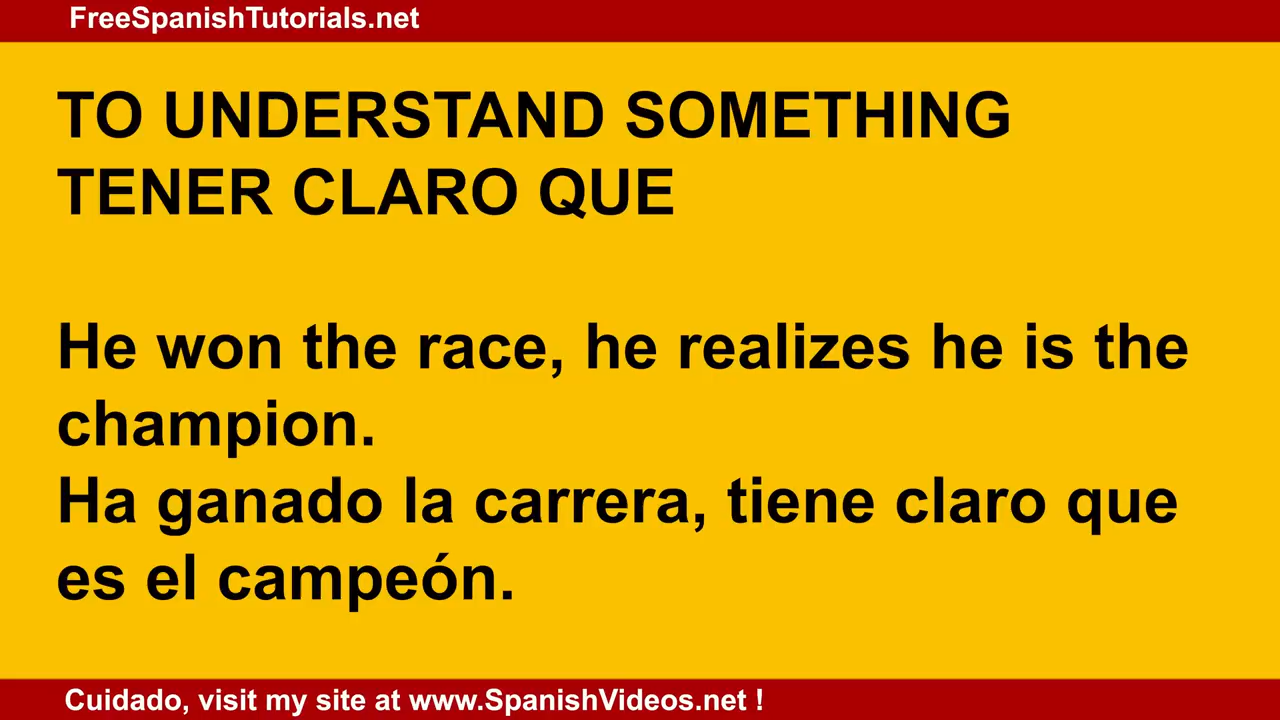 FreeSpanishTutorials.net
TO UNDERSTAND SOMETHING
TENER CLARO QUE
He won the race, he realizes he is the
champion.
Ha ganado la carrera, tiene claro que
es el campeón.
Cuidado, visit my site at www.SpanishVideos.net !